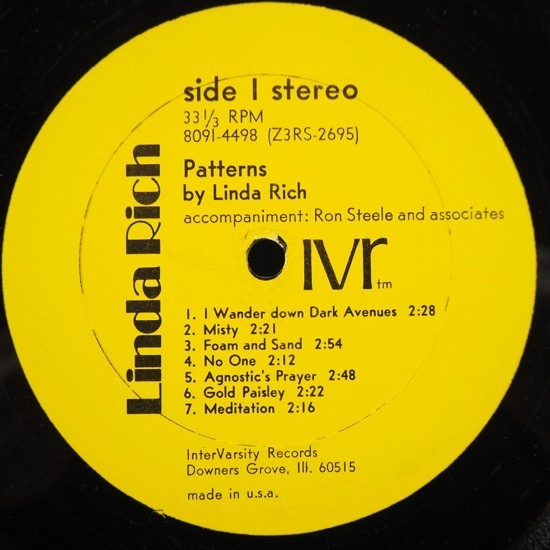 side 1 stereo
33 1/3 RPM
8091-4498 (Z3RS-2695)
Patterns
by Linda Rich
accompaniment: Ron Steele and associates
Linda Rich
IVr tm
1. I Wander down Dark Avenues 2:28
2. Misty 2:21
3. Foam and Sand 2:54
4. No One 2:12
5. Agnostic's Prayer 2:48
6. Gold Paisley 2:22
7. Meditation 2:16
InterVarsity Records
Downers Grove, Ill. 60515
made in u.s.a.